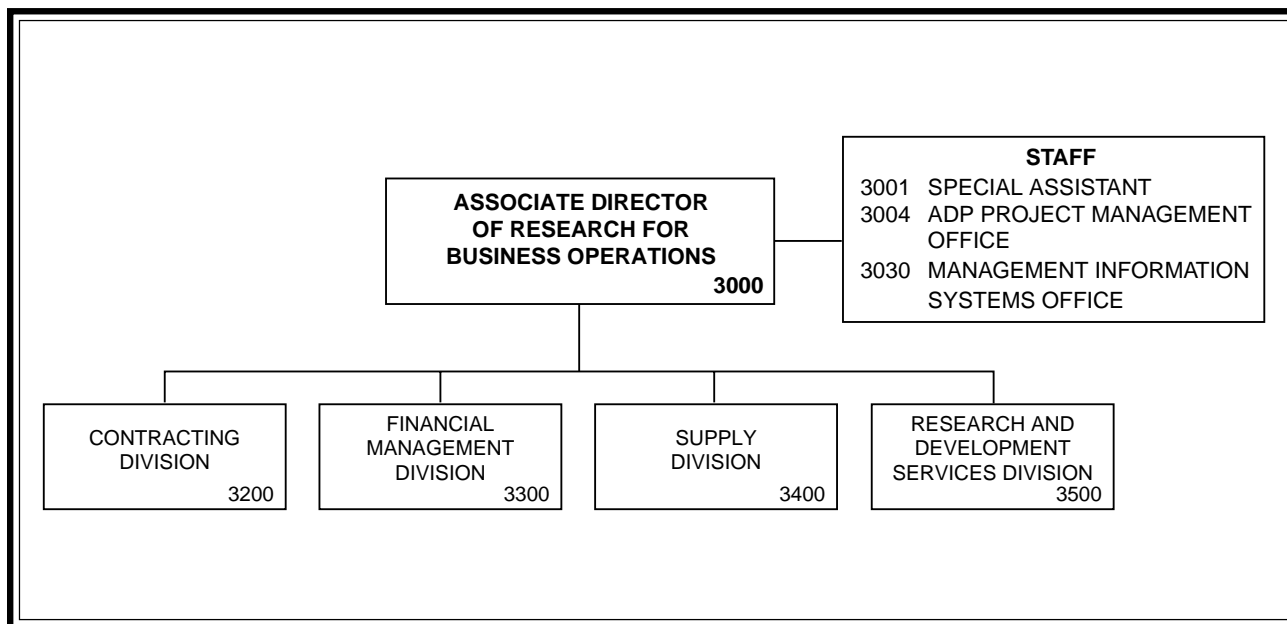 STAFF
3001 SPECIAL ASSISTANT
3004 ADP PROJECT MANAGEMENT
OFFICE
3030 MANAGEMENT INFORMATION
SYSTEMS OFFICE
ASSOCIATE DIRECTOR
OF RESEARCH FOR
BUSINESS OPERATIONS
3000
CONTRACTING
DIVISION
3200
FINANCIAL
MANAGEMENT
DIVISION
3300
SUPPLY
DIVISION
3400
RESEARCH AND
DEVELOPMENT
SERVICES DIVISION
3500